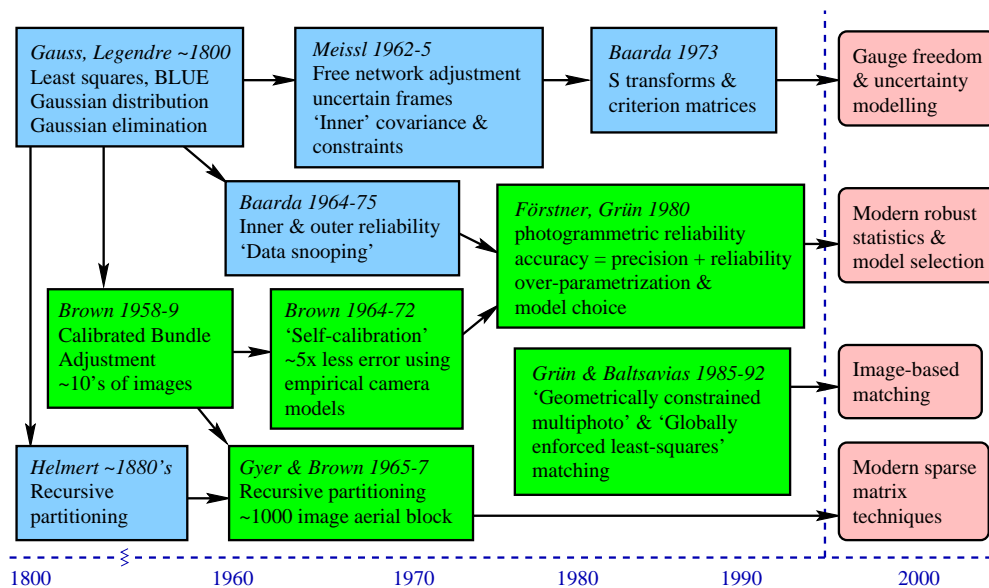 Gauss, Legendre ~1800
Least squares, BLUE
Gaussian distribution
Gaussian elimination
Meissl 1962-5
Free network adjustment
uncertain frames
‘Inner’ covariance &
constraints
Baarda 1973
S transforms &
criterion matrices
Gauge freedom
& uncertainty
modelling
Baarda 1964-75
Inner & outer reliability
‘Data snooping’
Förstner, Grün 1980
photogrammetric reliability
accuracy = precision + reliability
over-parametrization &
model choice
Modern robust
statistics &
model selection
Brown 1958-9
Calibrated Bundle
Adjustment
~10's of images
Brown 1964-72
‘Self-calibration’
~5x less error using
empirical camera
models
Grün & Baltsavias 1985-92
‘Geometrically constrained
multiphoto’ & ‘Globally
enforced least-squares’
matching
Image-based
matching
Helmert ~1880's
Recursive
partitioning
Gyer & Brown 1965-7
Recursive partitioning
~1000 image aerial block
Modern sparse
matrix
techniques
1800 1960 1970 1980 1990 2000